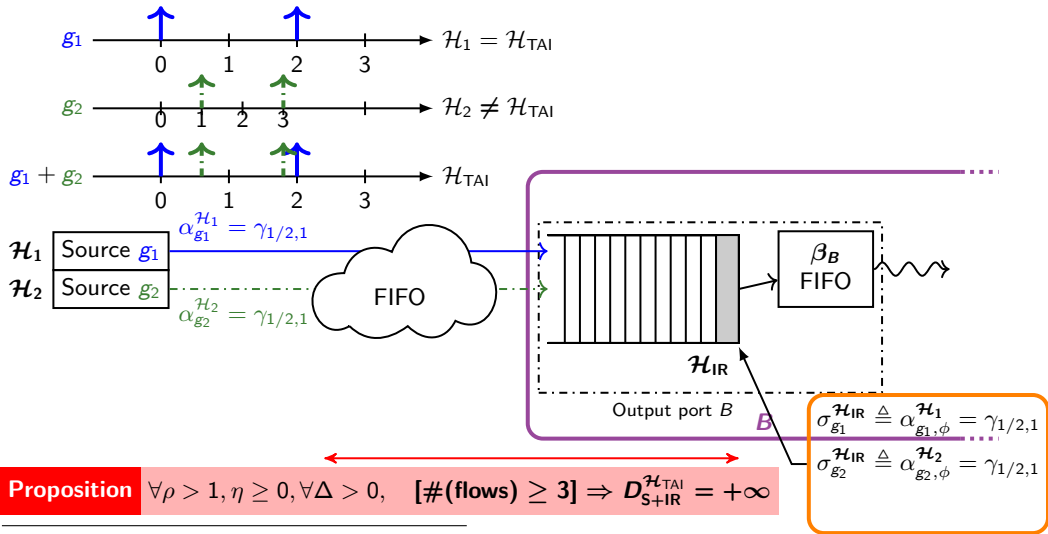 g₁ ℋ₁ = ℋ_TAI
0 1 2 3
g₂ ℋ₂ ≠ ℋ_TAI
0 1 2 3
g₁ + g₂ ℋ_TAI
0 1 2 3
α_{g₁}^{ℋ₁} = γ_{1/2,1}
ℋ₁ Source g₁
ℋ₂ Source g₂
α_{g₂}^{ℋ₂} = γ_{1/2,1}
FIFO
β_B
FIFO
ℋ_IR
Output port B
B
σ_{g₁}^{ℋ_IR} ≜ α_{g₁,ϕ}^{ℋ₁} = γ_{1/2,1}
σ_{g₂}^{ℋ_IR} ≜ α_{g₂,ϕ}^{ℋ₂} = γ_{1/2,1}
Proposition ∀ρ > 1, η ≥ 0, ∀Δ > 0, [#(flows) ≥ 3] ⇒ D_{S+IR}^{ℋ_TAI} = +∞